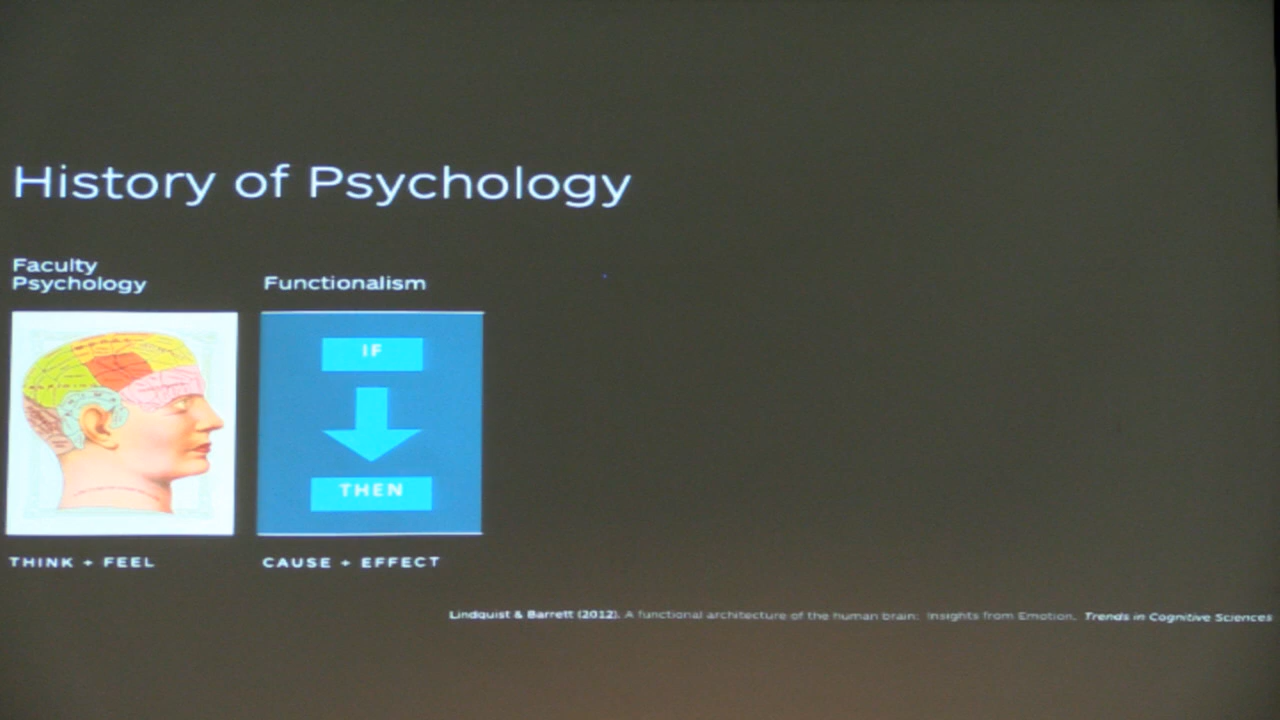 History of Psychology
Faculty
Psychology
Functionalism
IF
THEN
THINK + FEEL
CAUSE + EFFECT
Lindquist & Barrett (2012). A functional architecture of the human brain: Insights from Emotion. Trends in Cognitive Sciences